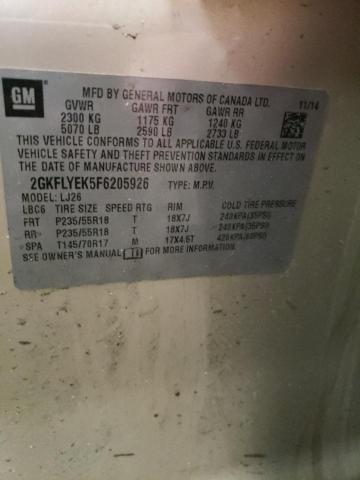 GM
MFD BY GENERAL MOTORS OF CANADA LTD.
11/14
GVWR GAWR FRT GAWR RR
2300 KG 1175 KG 1240 KG
5070 LB 2590 LB 2733 LB
THIS VEHICLE CONFORMS TO ALL APPLICABLE U.S. FEDERAL MOTOR
VEHICLE SAFETY AND THEFT PREVENTION STANDARDS IN EFFECT ON
THE DATE OF MANUFACTURE SHOWN ABOVE.
2GKFLYEK5F6205926 TYPE: M.P.V.
MODEL: LJ26
LBC6 TIRE SIZE SPEED RTG RIM COLD TIRE PRESSURE
FRT P235/55R18 T 18X7J 240KPA(35PSI)
RR P235/55R18 T 18X7J 240KPA(35PSI)
SPA T145/70R17 M 17X4.5T 420KPA(60PSI)
SEE OWNER'S MANUAL FOR MORE INFORMATION